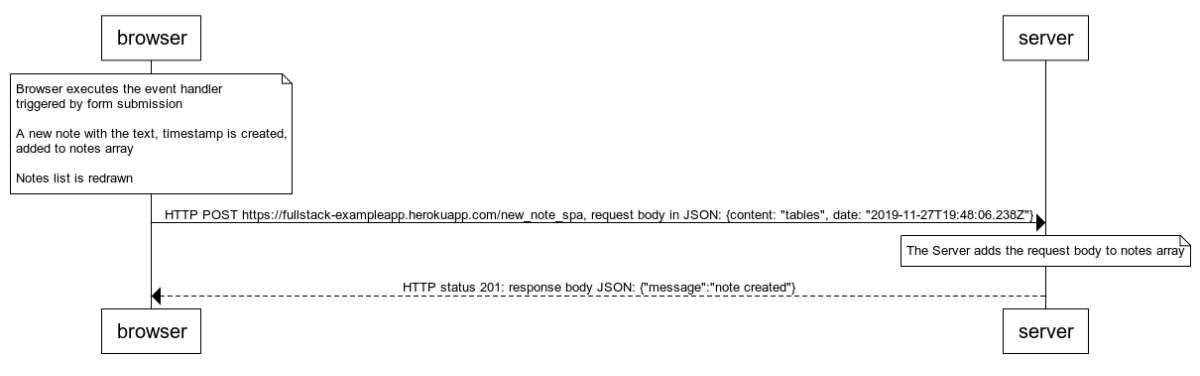 browser
server
Browser executes the event handler
triggered by form submission
A new note with the text, timestamp is created,
added to notes array
Notes list is redrawn
HTTP POST https://fullstack-exampleapp.herokuapp.com/new_note_spa, request body in JSON: {content: "tables", date: "2019-11-27T19:48:06.238Z"}
The Server adds the request body to notes array
HTTP status 201: response body JSON: {"message":"note created"}
browser
server